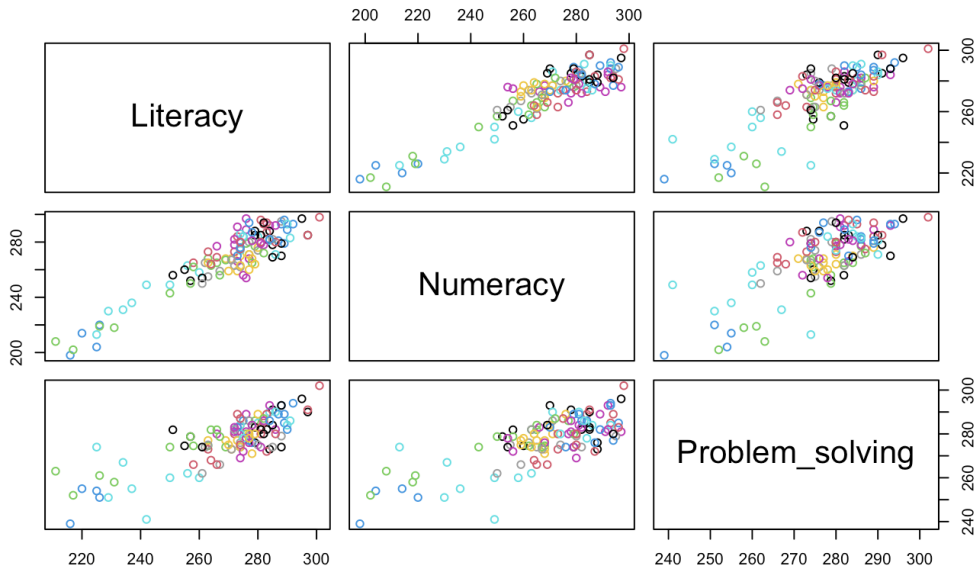 200 220 240 260 280 300
Literacy
220 260 300
200 240 280
Numeracy
Problem_solving
240 260 280 300
220 240 260 280 300
240 250 260 270 280 290 300